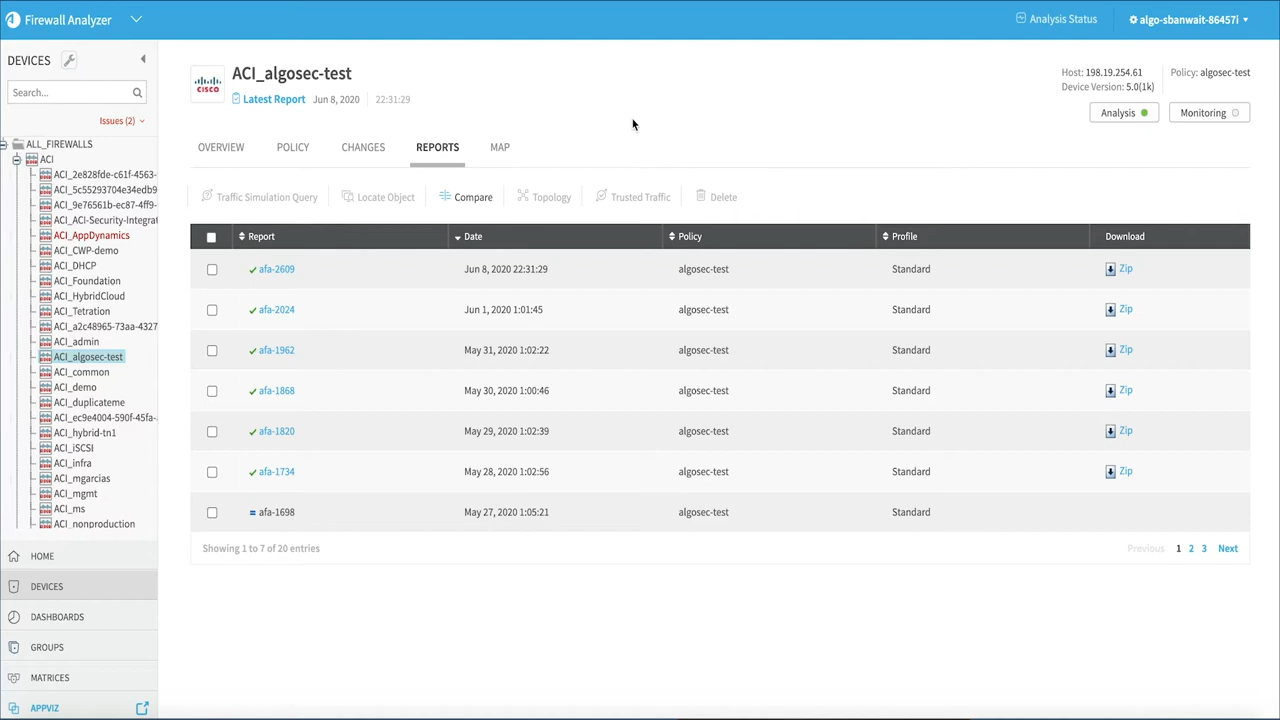 Firewall Analyzer
Analysis Status
algo-sbanwait-86457i
DEVICES
Search...
Issues (2)
ALL_FIREWALLS
ACI
ACI_2e828fde-c61f-4563-
ACI_5c55293704e34edb9
ACI_9e76561b-ec87-4ff9-
ACI_ACI-Security-Integrat
ACI_AppDynamics
ACI_CWP-demo
ACI_DHCP
ACI_Foundation
ACI_HybridCloud
ACI_Tetration
ACI_a2c48965-73aa-4327
ACI_admin
ACI_algosec-test
ACI_common
ACI_demo
ACI_duplicateme
ACI_ec9e4004-590f-45fa-
ACI_hybrid-tn1
ACI_iSCSI
ACI_infra
ACI_mgarcias
ACI_mgmt
ACI_ms
ACI_nonproduction
HOME
DEVICES
DASHBOARDS
GROUPS
MATRICES
APPVIZ
CISCO
ACI_algosec-test
Latest Report Jun 8, 2020 22:31:29
Host: 198.19.254.61 Policy: algosec-test
Device Version: 5.0(1k)
Analysis Monitoring
OVERVIEW POLICY CHANGES REPORTS MAP
Traffic Simulation Query Locate Object Compare Topology Trusted Traffic Delete
Report Date Policy Profile Download
afa-2609 Jun 8, 2020 22:31:29 algosec-test Standard Zip
afa-2024 Jun 1, 2020 1:01:45 algosec-test Standard Zip
afa-1962 May 31, 2020 1:02:22 algosec-test Standard Zip
afa-1868 May 30, 2020 1:00:46 algosec-test Standard Zip
afa-1820 May 29, 2020 1:02:39 algosec-test Standard Zip
afa-1734 May 28, 2020 1:02:56 algosec-test Standard Zip
afa-1698 May 27, 2020 1:05:21 algosec-test Standard
Showing 1 to 7 of 20 entries
Previous 1 2 3 Next